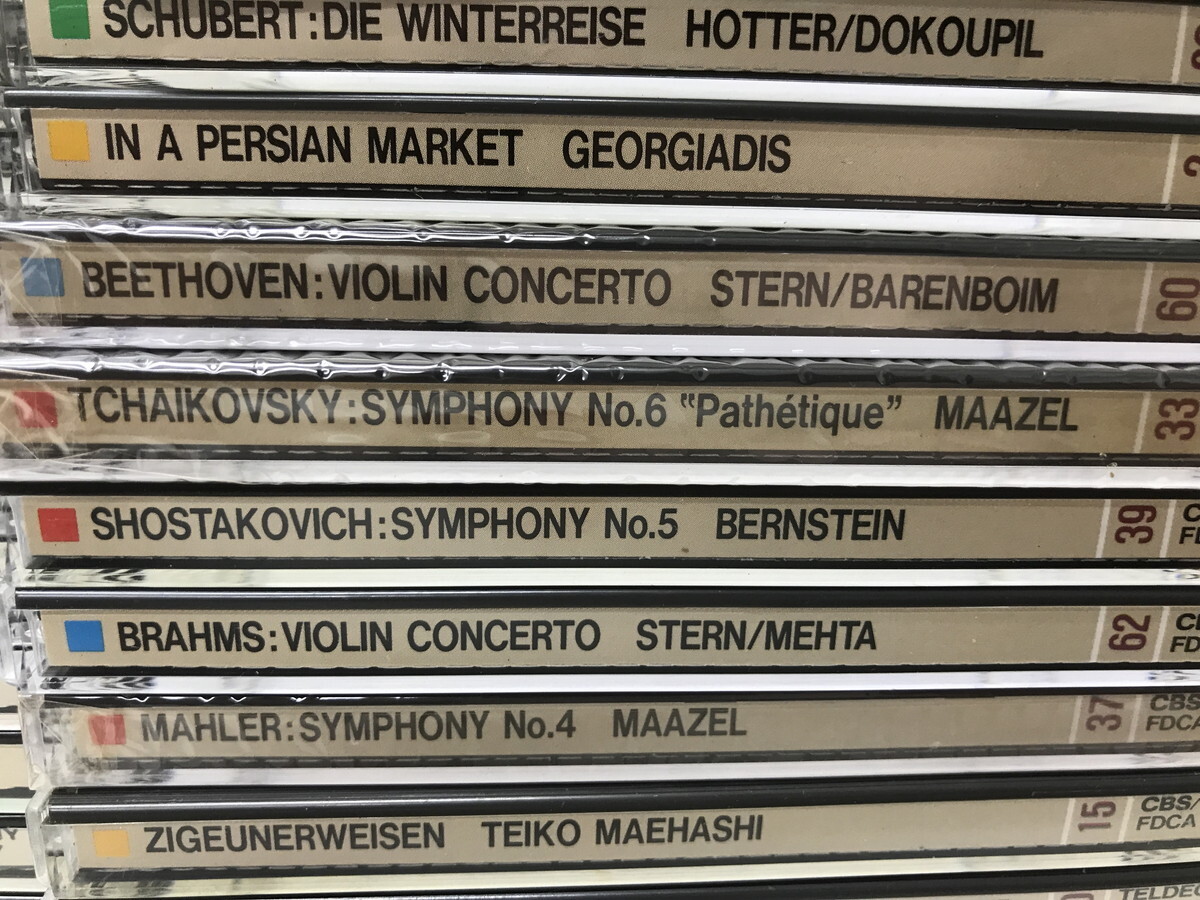 SCHUBERT:DIE WINTERREISE HOTTER/DOKOUPIL
IN A PERSIAN MARKET GEORGIADIS
BEETHOVEN:VIOLIN CONCERTO STERN/BARENBOIM 60
TCHAIKOVSKY:SYMPHONY No.6 “Pathétique” MAAZEL 33
SHOSTAKOVICH:SYMPHONY No.5 BERNSTEIN 39
BRAHMS:VIOLIN CONCERTO STERN/MEHTA 62
MAHLER:SYMPHONY No.4 MAAZEL 37 CBS
FDCA
ZIGEUNERWEISEN TEIKO MAEHASHI 15 CBS/
FDCA